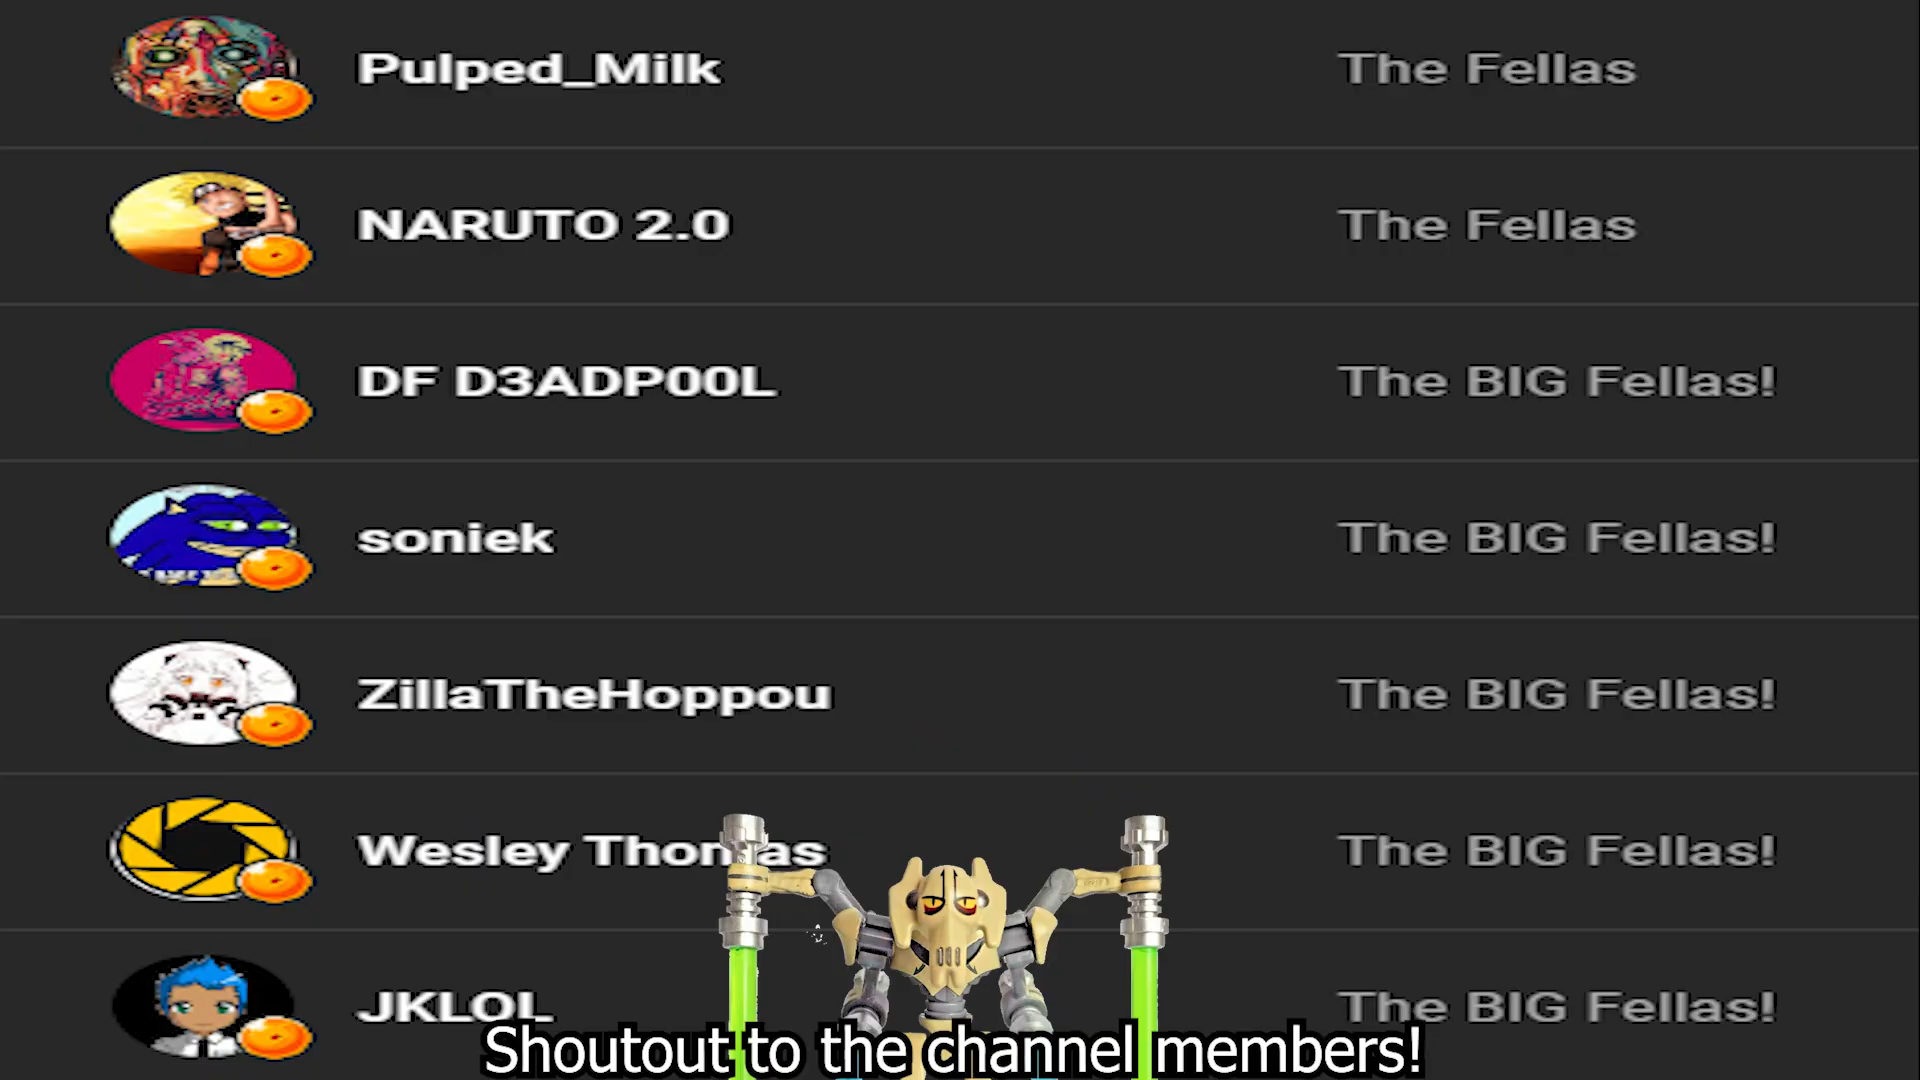 Pulped_Milk The Fellas
NARUTO 2.0 The Fellas
DF D3ADP00L The BIG Fellas!
soniek The BIG Fellas!
ZillaTheHoppou The BIG Fellas!
Wesley Thomas The BIG Fellas!
JKLOL The BIG Fellas!
Shoutout to the channel members!